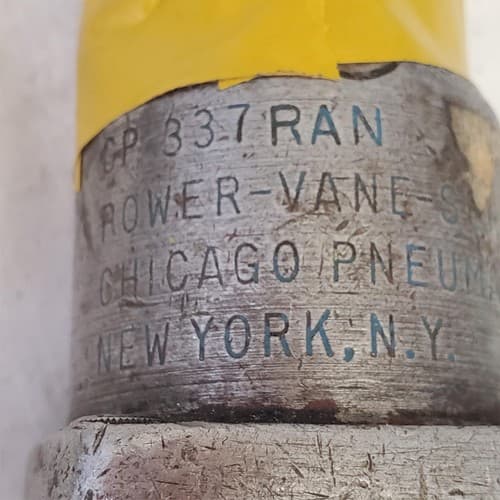 CP 337 RAN
POWER-VANE-S
CHICAGO PNEUM
NEW YORK, N.Y.